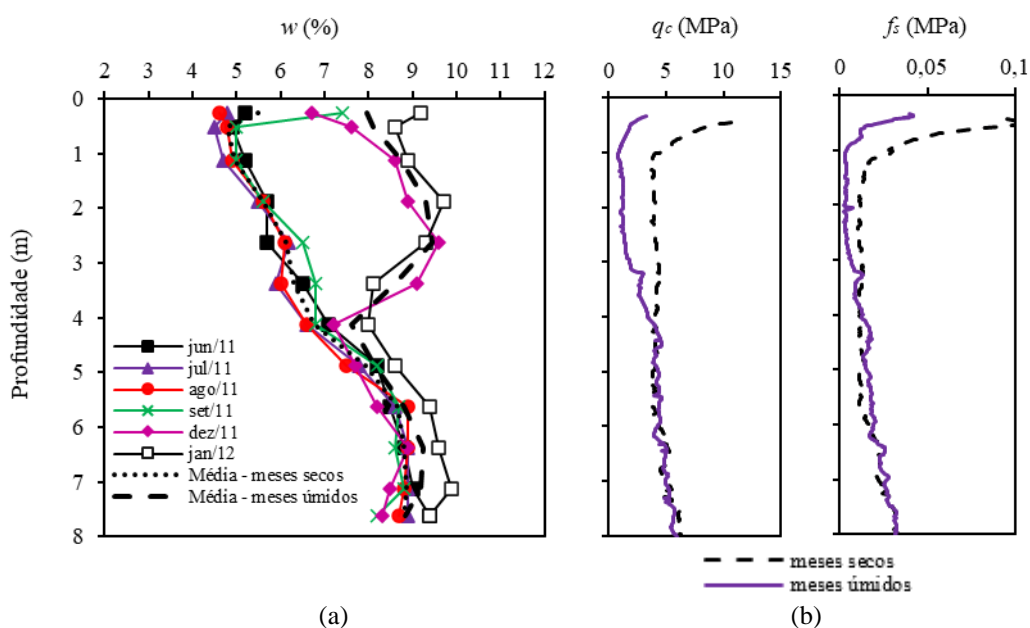 w (%)
2 3 4 5 6 7 8 9 10 11 12
0
1
2
3
4
5
6
7
8
Profundidade (m)
jun/11
jul/11
ago/11
set/11
dez/11
jan/12
Média - meses secos
Média - meses úmidos
(a)
qc (MPa)
0 5 10 15
fs (MPa)
0 0,05 0,1
meses secos
meses úmidos
(b)